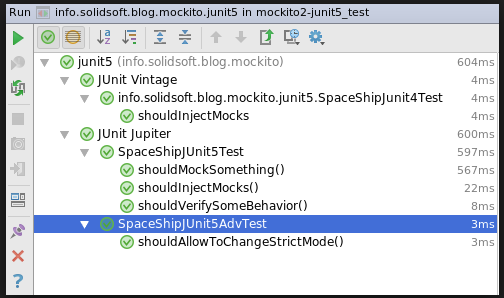 Run info.solidsoft.blog.mockito.junit5 in mockito2-junit5_test
junit5 (info.solidsoft.blog.mockito) 604ms
JUnit Vintage 4ms
info.solidsoft.blog.mockito.junit5.SpaceShipJunit4Test 4ms
shouldInjectMocks 4ms
JUnit Jupiter 600ms
SpaceShipJUnit5Test 597ms
shouldMockSomething() 567ms
shouldInjectMocks() 22ms
shouldVerifySomeBehavior() 8ms
SpaceShipJUnit5AdvTest 3ms
shouldAllowToChangeStrictMode() 3ms